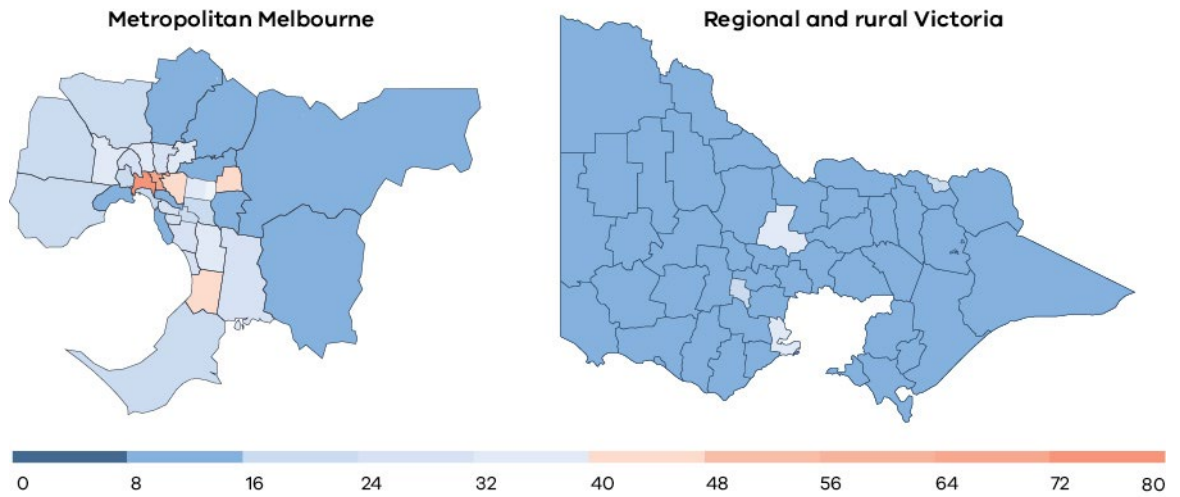 Metropolitan Melbourne
Regional and rural Victoria
0 8 16 24 32 40 48 56 64 72 80